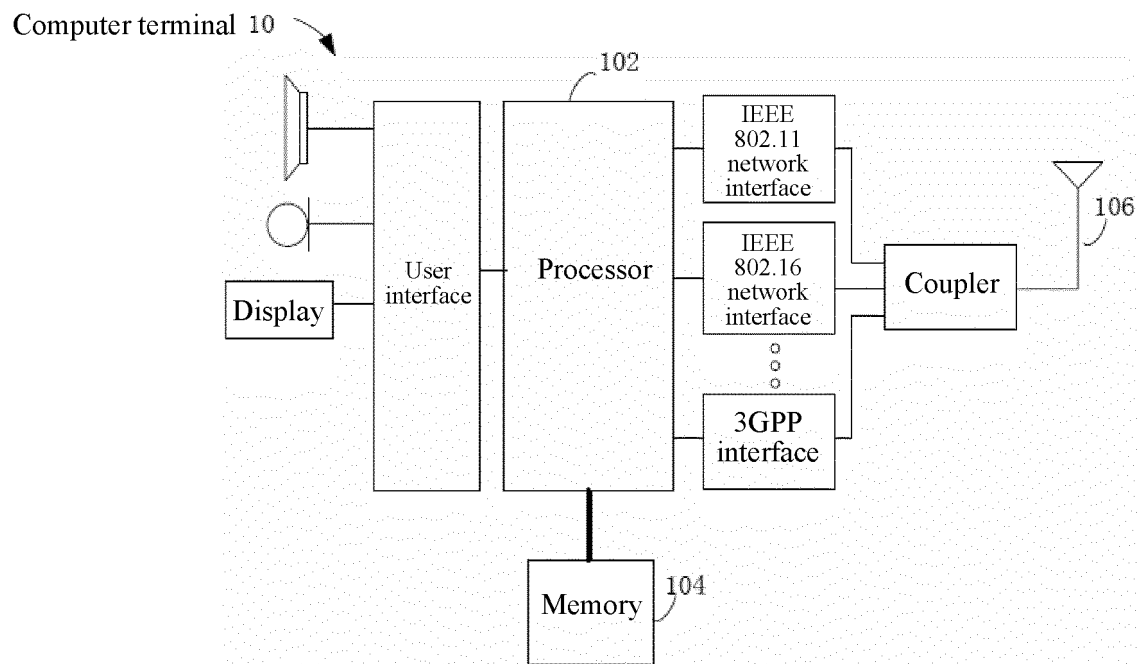 Computer terminal 10
102
IEEE
802.11
network
interface
106
IEEE
802.16
network
interface
User
interface
Processor
Coupler
Display
3GPP
interface
Memory
104